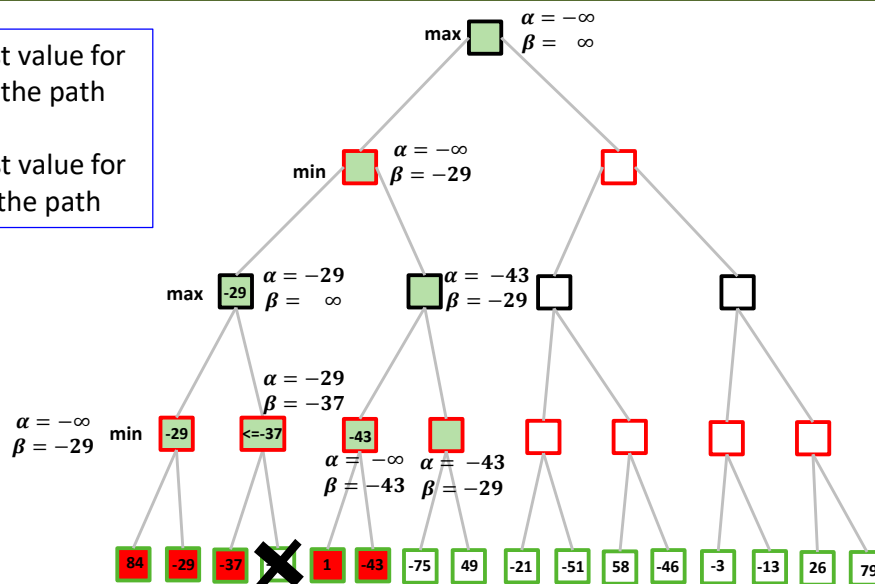 st value for
the path
st value for
the path
max
α = −∞
β = ∞
min
α = −∞
β = −29
max
-29
α = −29
β = ∞
α = −43
β = −29
α = −29
β = −37
α = −∞
β = −29
min
-29
<=-37
-43
α = −∞
β = −43
α = −43
β = −29
84
-29
-37
1
-43
-75
49
-21
-51
58
-46
-3
-13
26
79